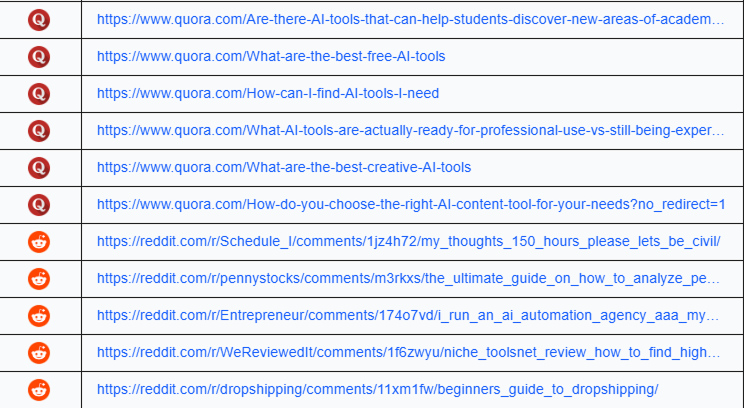 Q https://www.quora.com/Are-there-AI-tools-that-can-help-students-discover-new-areas-of-academ…
Q https://www.quora.com/What-are-the-best-free-AI-tools
Q https://www.quora.com/How-can-I-find-AI-tools-I-need
Q https://www.quora.com/What-AI-tools-are-actually-ready-for-professional-use-vs-still-being-exper…
Q https://www.quora.com/What-are-the-best-creative-AI-tools
Q https://www.quora.com/How-do-you-choose-the-right-AI-content-tool-for-your-needs?no_redirect=1
https://reddit.com/r/Schedule_I/comments/1jz4h72/my_thoughts_150_hours_please_lets_be_civil/
https://reddit.com/r/pennystocks/comments/m3rkxs/the_ultimate_guide_on_how_to_analyze_pe…
https://reddit.com/r/Entrepreneur/comments/174o7vd/i_run_an_ai_automation_agency_aaa_my…
https://reddit.com/r/WeReviewedIt/comments/1f6zwyu/niche_toolsnet_review_how_to_find_high…
https://reddit.com/r/dropshipping/comments/11xm1fw/beginners_guide_to_dropshipping/